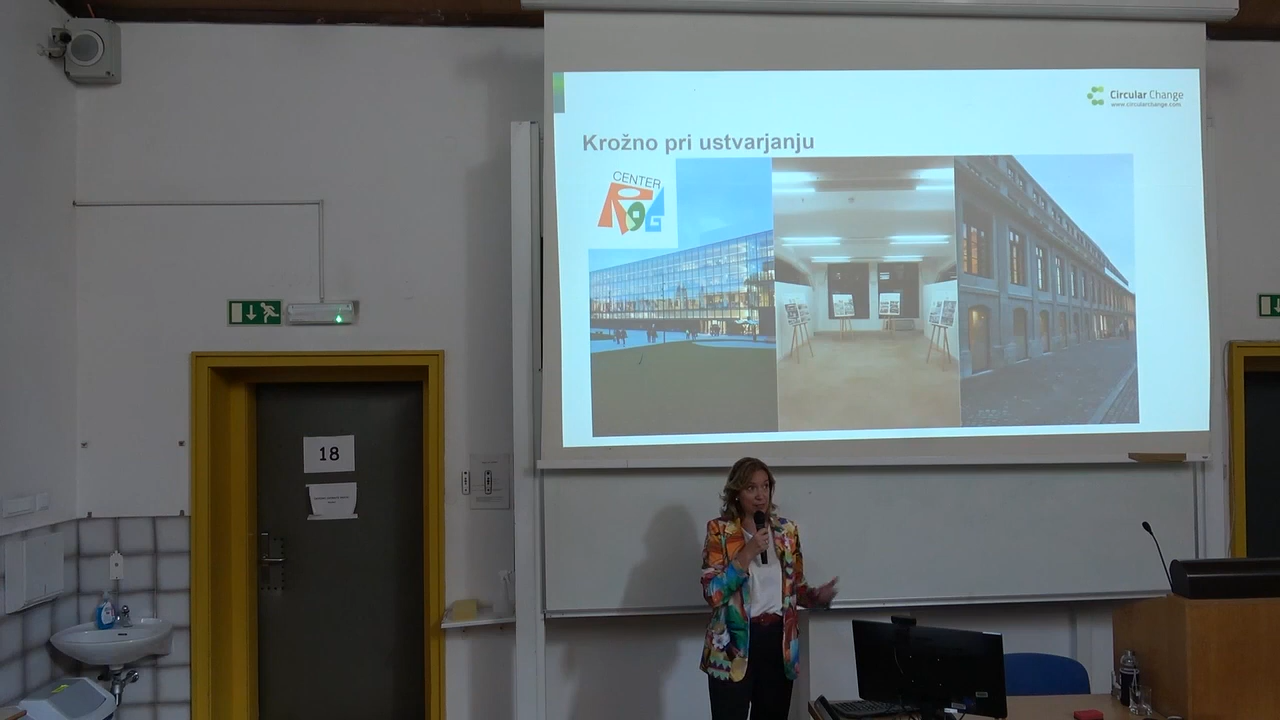 Circular Change
www.circularchange.com
Krožno pri ustvarjanju
CENTER
ROG
18